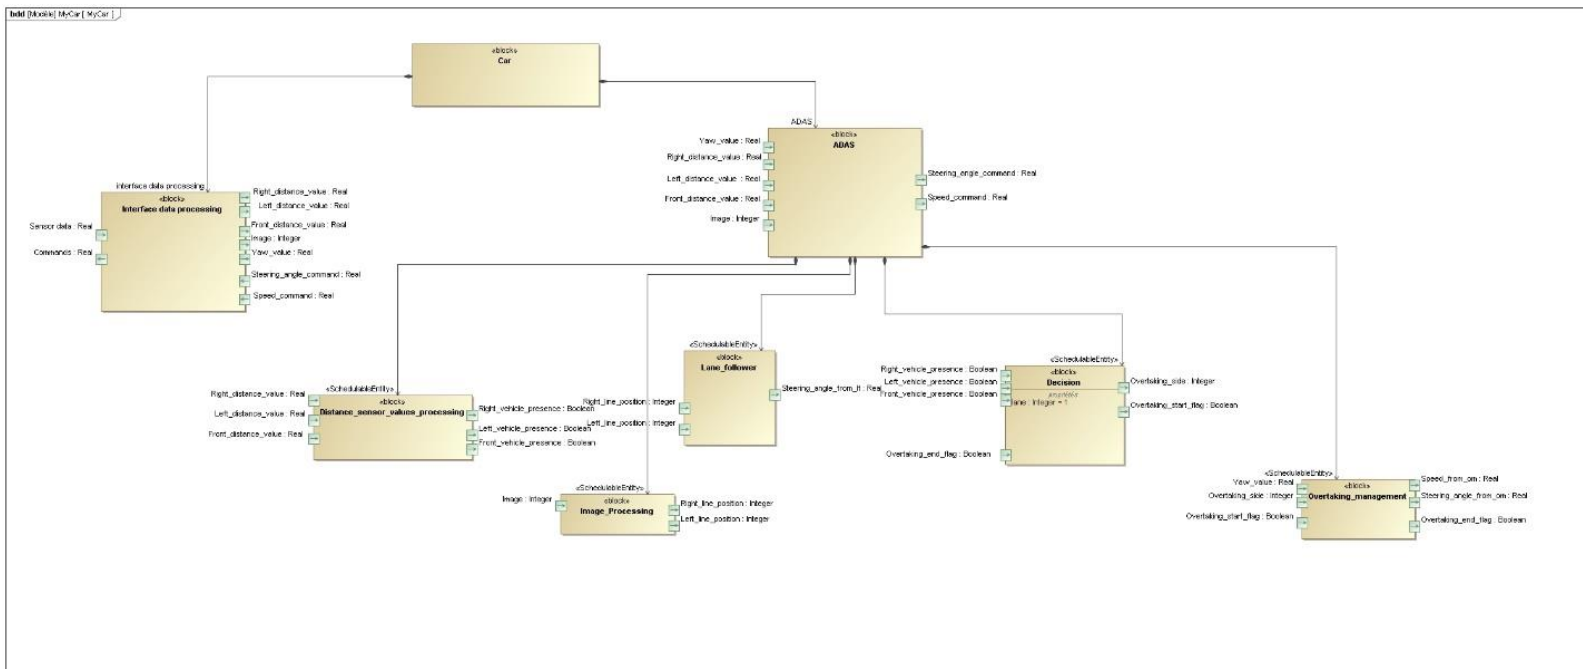 bdd [Modèle] MyCar [ MyCar ]
«block»
Car
ADAS
«block»
ADAS
Yaw_value : Real
Right_distance_value : Real
Left_distance_value : Real
Front_distance_value : Real
Image : Integer
Steering_angle_command : Real
Speed_command : Real
interface data processing
«block»
Interface data processing
Sensor data : Real
Commands : Real
Right_distance_value : Real
Left_distance_value : Real
Front_distance_value : Real
Image : Integer
Yaw_value : Real
Steering_angle_command : Real
Speed_command : Real
«SchedulableEntity»
«block»
Distance_sensor_values_processing
Right_distance_value : Real
Left_distance_value : Real
Front_distance_value : Real
Right_vehicle_presence : Boolean
Left_vehicle_presence : Boolean
Front_vehicle_presence : Boolean
«SchedulableEntity»
«block»
Image_Processing
Image : Integer
Right_line_position : Integer
Left_line_position : Integer
«SchedulableEntity»
«block»
Lane_follower
Right_line_position : Integer
Left_line_position : Integer
Steering_angle_from_lf : Real
«SchedulableEntity»
«block»
Decision
lane : Integer = 1
Right_vehicle_presence : Boolean
Left_vehicle_presence : Boolean
Front_vehicle_presence : Boolean
Overtaking_end_flag : Boolean
Overtaking_side : Integer
Overtaking_start_flag : Boolean
«SchedulableEntity»
«block»
Overtaking_management
Yaw_value : Real
Overtaking_side : Integer
Overtaking_start_flag : Boolean
Speed_from_om : Real
Steering_angle_from_om : Real
Overtaking_end_flag : Boolean